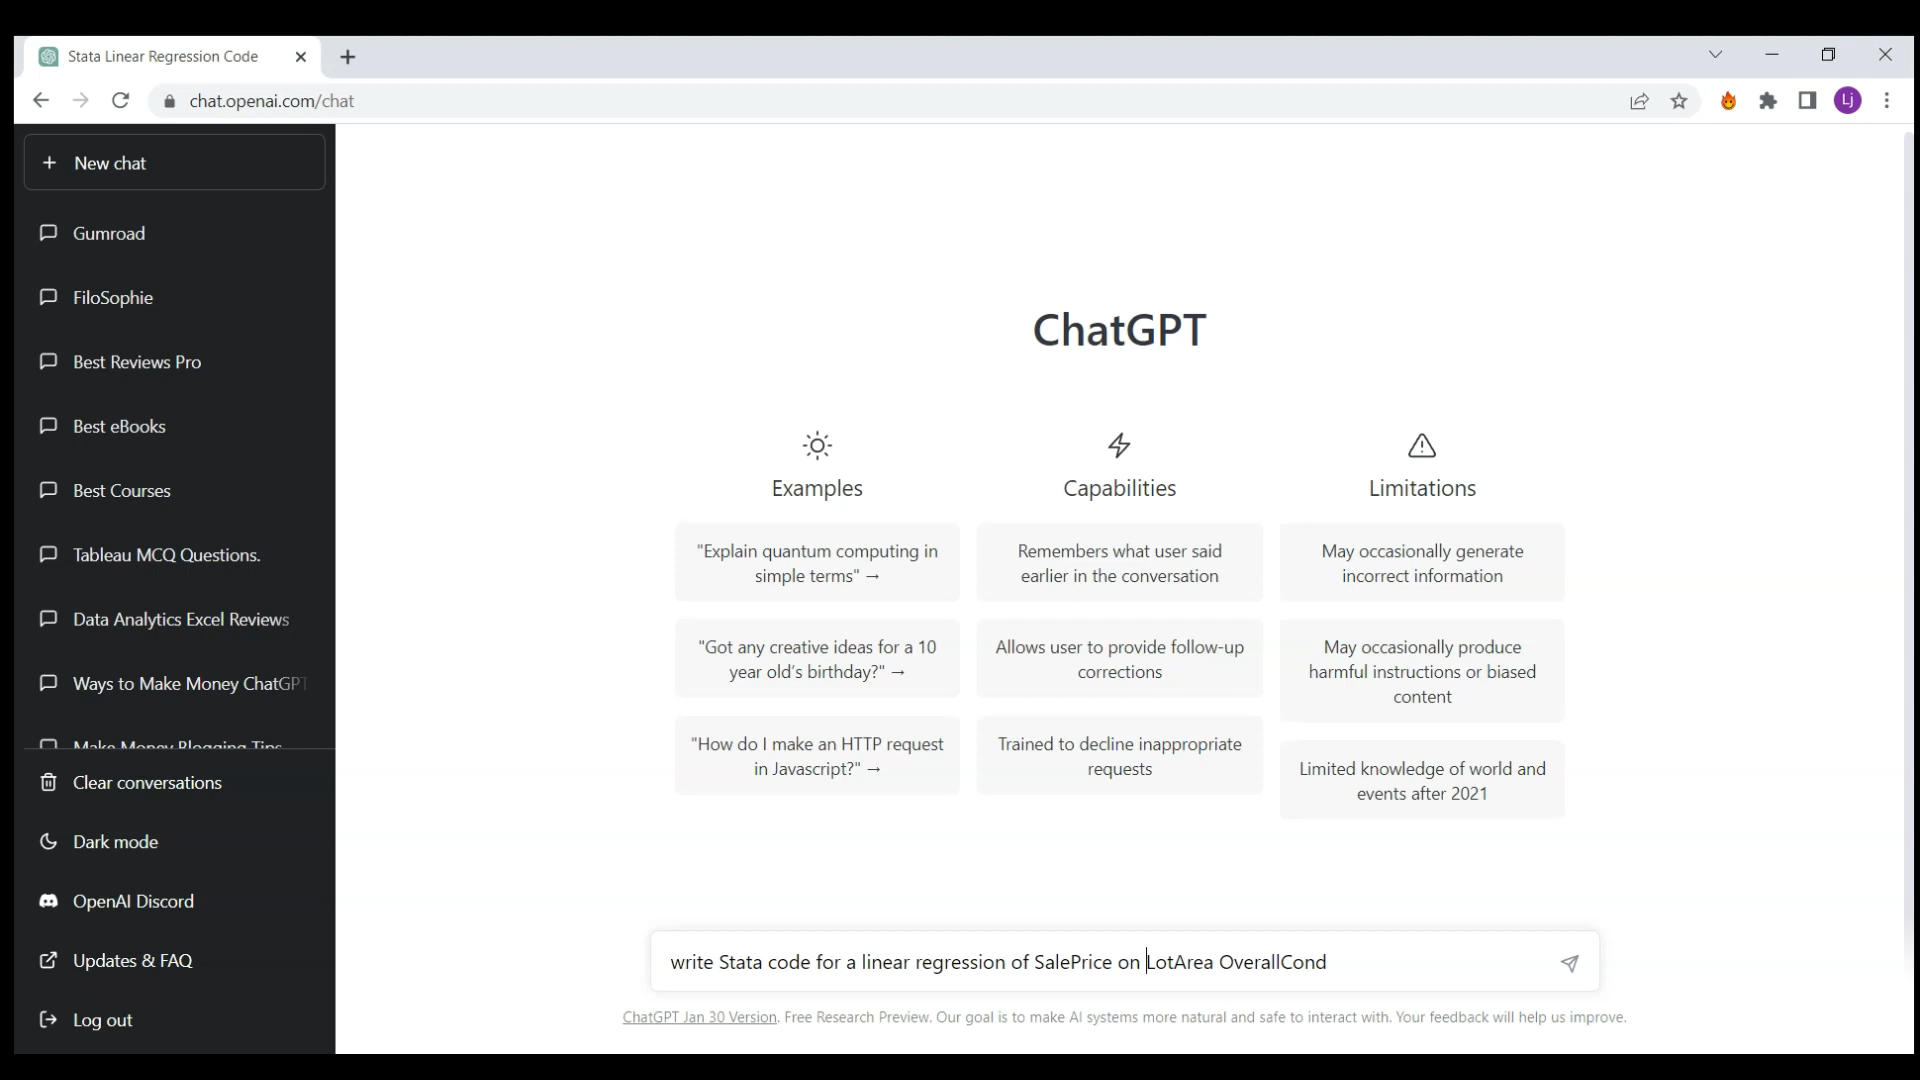 Stata Linear Regression Code
chat.openai.com/chat
Lj
New chat
Gumroad
FiloSophie
Best Reviews Pro
Best eBooks
Best Courses
Tableau MCQ Questions.
Data Analytics Excel Reviews
Ways to Make Money ChatGPT
Make Money Blogging Tips
Clear conversations
Dark mode
OpenAI Discord
Updates & FAQ
Log out
ChatGPT
Examples
"Explain quantum computing in
simple terms" →
"Got any creative ideas for a 10
year old's birthday?" →
"How do I make an HTTP request
in Javascript?" →
Capabilities
Remembers what user said
earlier in the conversation
Allows user to provide follow-up
corrections
Trained to decline inappropriate
requests
Limitations
May occasionally generate
incorrect information
May occasionally produce
harmful instructions or biased
content
Limited knowledge of world and
events after 2021
write Stata code for a linear regression of SalePrice on LotArea OverallCond
ChatGPT Jan 30 Version. Free Research Preview. Our goal is to make AI systems more natural and safe to interact with. Your feedback will help us improve.